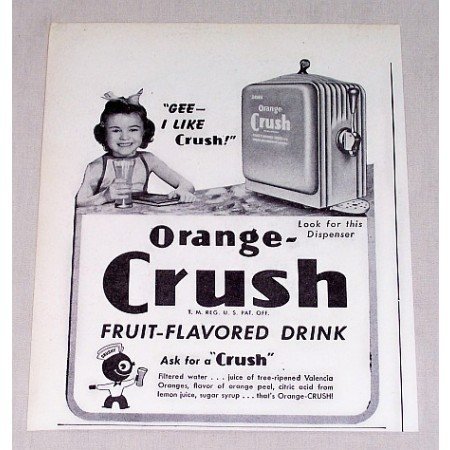 "GEE—
I LIKE
Crush!"
Orange-
Crush
Look for this
Dispenser
Orange-
Crush
T. M. REG. U. S. PAT. OFF.
FRUIT-FLAVORED DRINK
Ask for a "Crush"
Filtered water . . . juice of tree-ripened Valencia
Oranges, flavor of orange peel, citric acid from
lemon juice, sugar syrup . . . that's Orange-CRUSH!